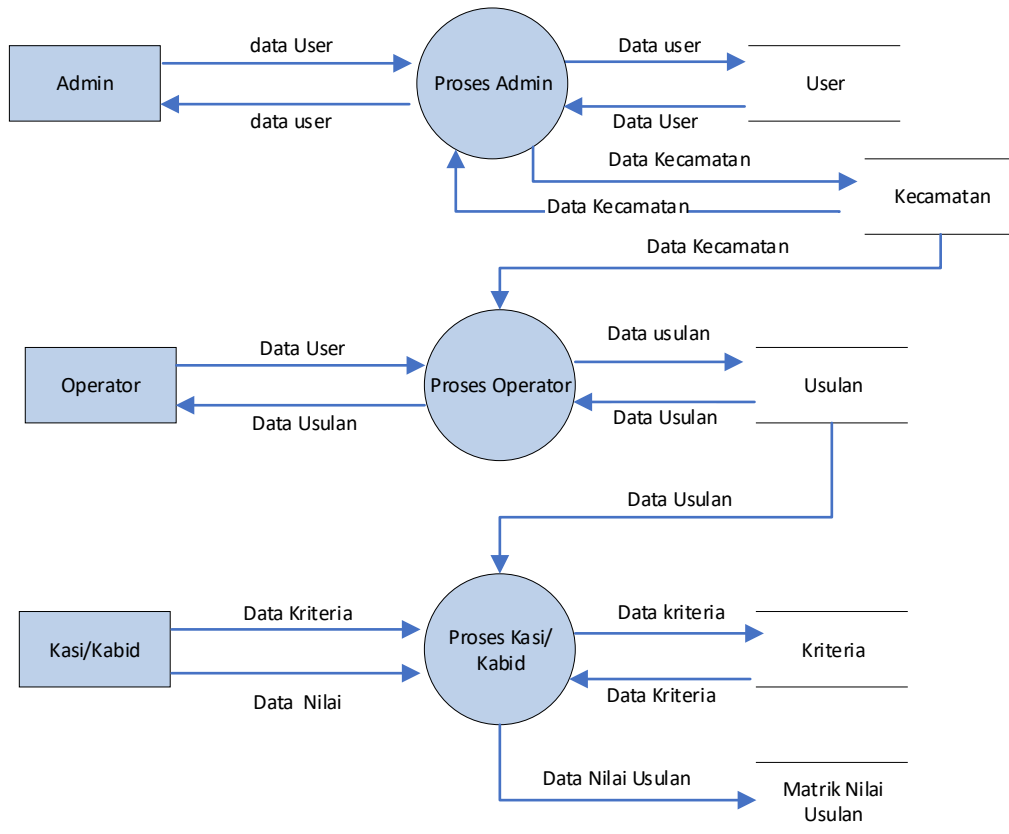 data User
Data user
Admin
Proses Admin
User
data user
Data User
Data Kecamatan
Kecamatan
Data Kecamatan
Data Kecamatan
Data User
Data usulan
Operator
Proses Operator
Usulan
Data Usulan
Data Usulan
Data Usulan
Data Kriteria
Data kriteria
Kasi/Kabid
Proses Kasi/
Kabid
Kriteria
Data Nilai
Data Kriteria
Data Nilai Usulan
Matrik Nilai
Usulan